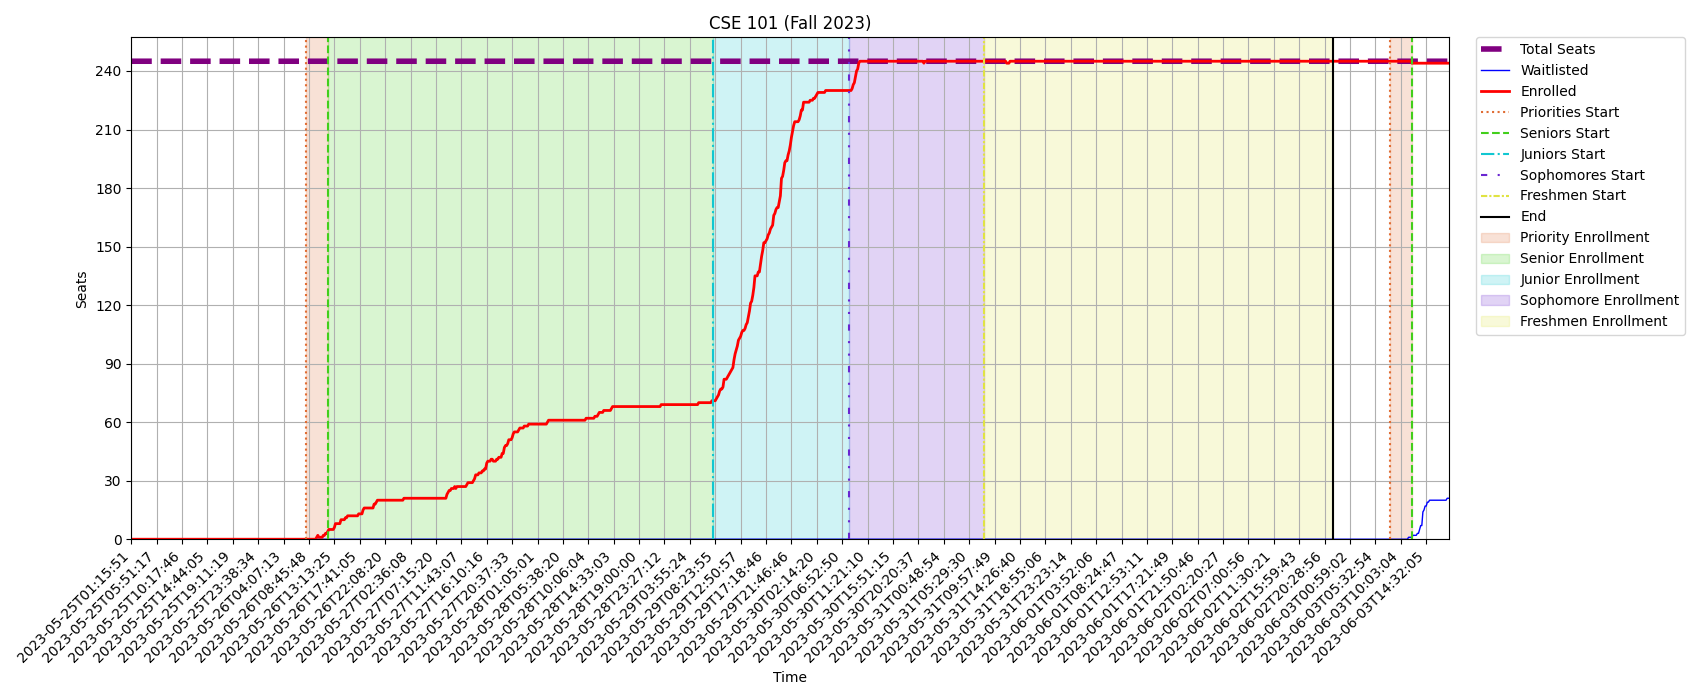 CSE 101 (Fall 2023)
Seats
240
210
180
150
120
90
60
30
0
2023-05-25T01:15:51
2023-05-25T05:51:17
2023-05-25T10:17:46
2023-05-25T14:44:05
2023-05-25T19:11:19
2023-05-25T23:38:34
2023-05-26T04:07:13
2023-05-26T08:45:48
2023-05-26T13:13:25
2023-05-26T17:41:05
2023-05-26T22:08:20
2023-05-27T02:36:08
2023-05-27T07:15:20
2023-05-27T11:43:07
2023-05-27T16:10:16
2023-05-27T20:37:33
2023-05-28T01:05:01
2023-05-28T05:38:20
2023-05-28T10:06:04
2023-05-28T14:33:03
2023-05-28T19:00:00
2023-05-28T23:27:12
2023-05-29T03:55:24
2023-05-29T08:23:55
2023-05-29T12:50:57
2023-05-29T17:18:46
2023-05-29T21:46:46
2023-05-30T02:14:20
2023-05-30T06:52:50
2023-05-30T11:21:10
2023-05-30T15:51:15
2023-05-30T20:20:37
2023-05-31T00:48:54
2023-05-31T05:29:30
2023-05-31T09:57:49
2023-05-31T14:26:40
2023-05-31T18:55:06
2023-05-31T23:23:14
2023-06-01T03:52:06
2023-06-01T08:24:47
2023-06-01T12:53:11
2023-06-01T17:21:49
2023-06-01T21:50:46
2023-06-02T02:20:27
2023-06-02T07:00:56
2023-06-02T11:30:21
2023-06-02T15:59:43
2023-06-02T20:28:56
2023-06-03T00:59:02
2023-06-03T05:32:54
2023-06-03T10:03:04
2023-06-03T14:32:05
Time
Total Seats
Waitlisted
Enrolled
Priorities Start
Seniors Start
Juniors Start
Sophomores Start
Freshmen Start
End
Priority Enrollment
Senior Enrollment
Junior Enrollment
Sophomore Enrollment
Freshmen Enrollment